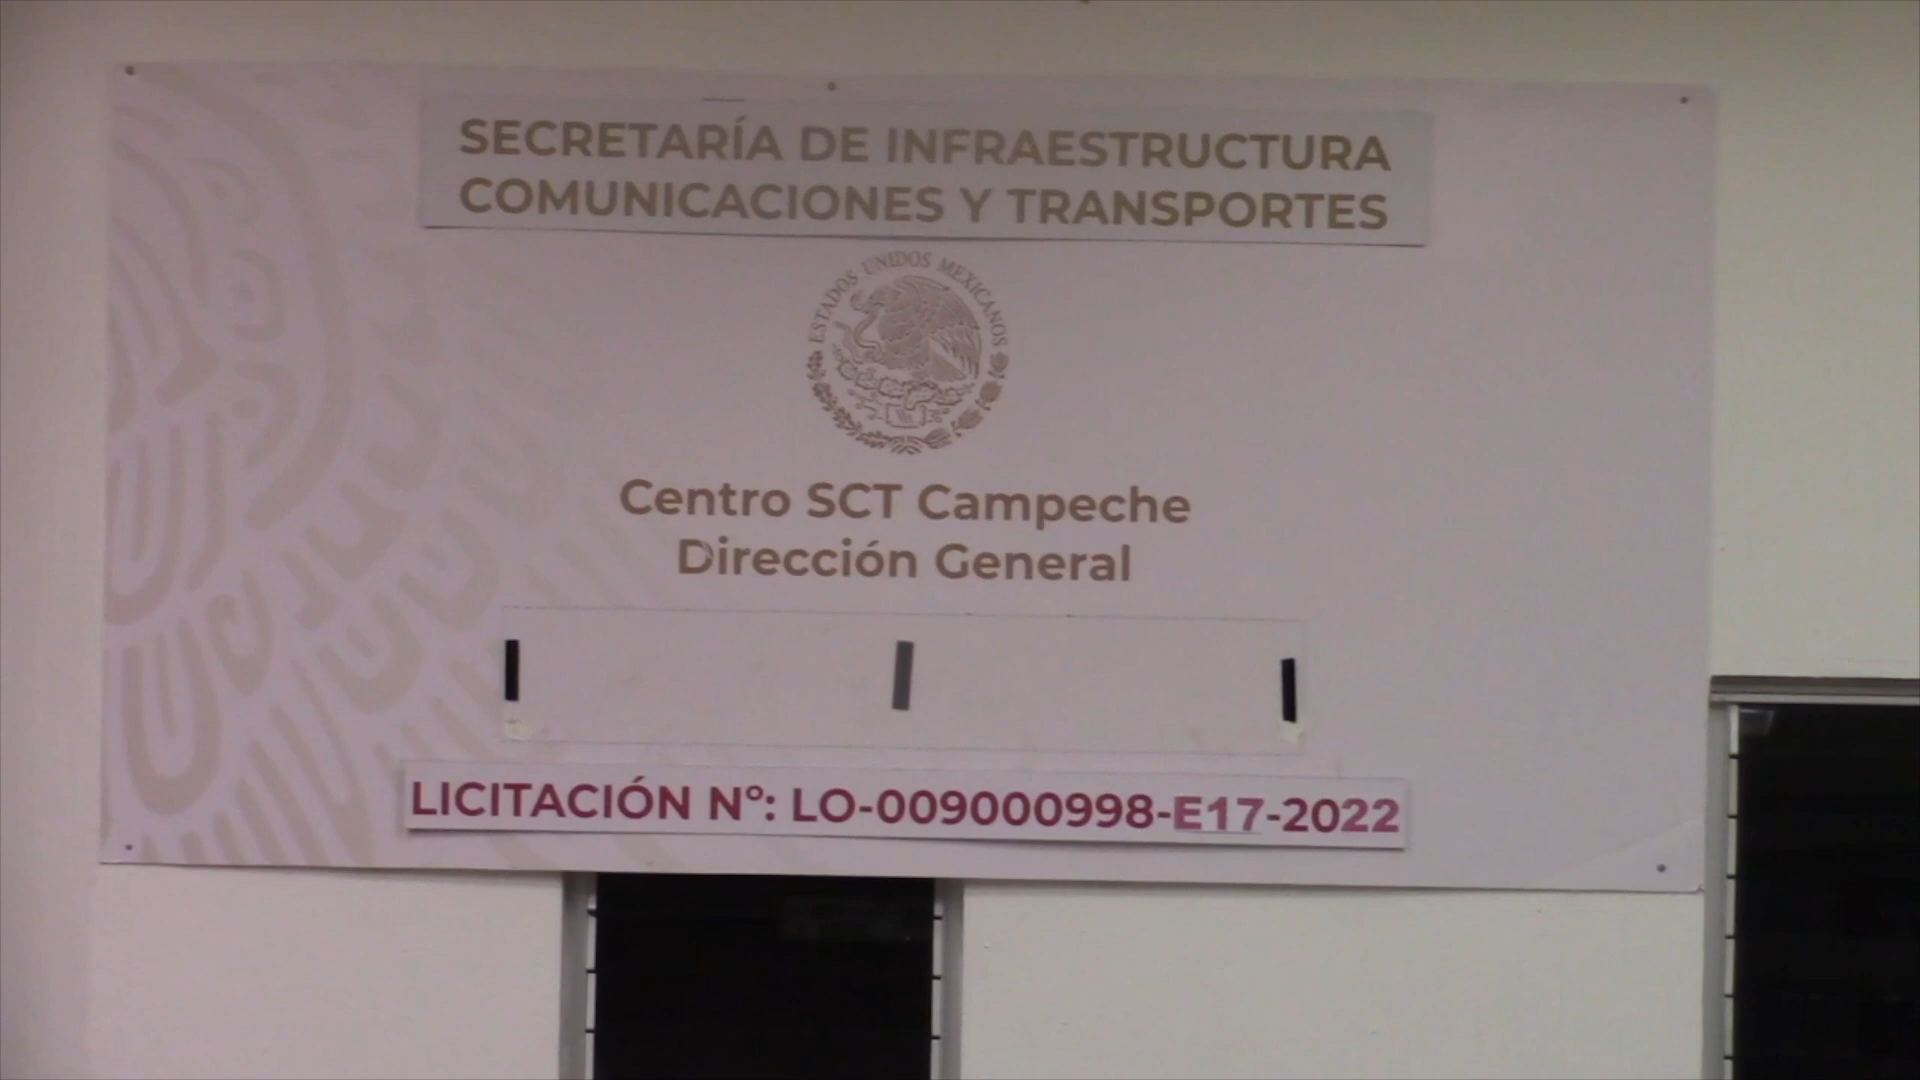 SECRETARÍA DE INFRAESTRUCTURA
COMUNICACIONES Y TRANSPORTES
ESTADOS UNIDOS MEXICANOS
Centro SCT Campeche
Dirección General
LICITACIÓN Nº: LO-009000998-E17-2022